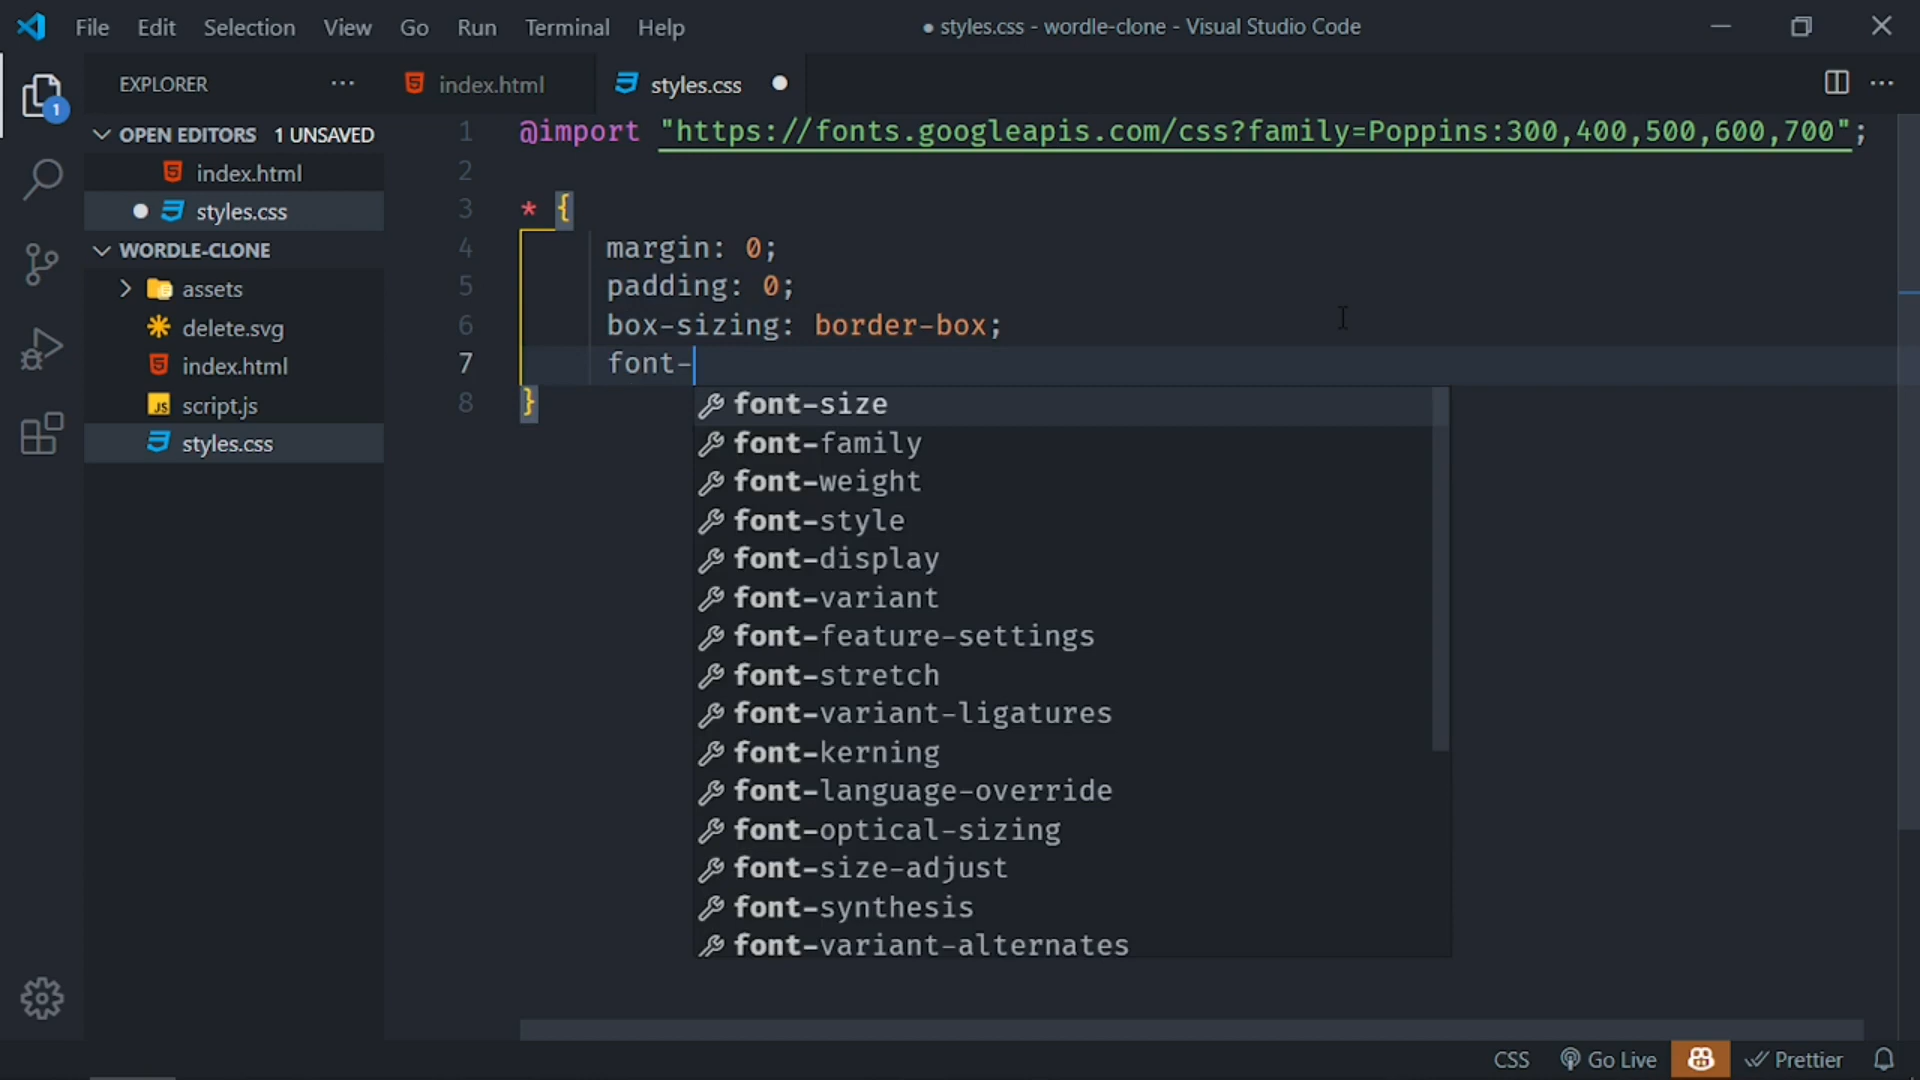 File Edit Selection View Go Run Terminal Help
● styles.css - wordle-clone - Visual Studio Code
EXPLORER ···
index.html
styles.css ●
1
OPEN EDITORS 1 UNSAVED
index.html
● styles.css
WORDLE-CLONE
assets
delete.svg
index.html
JS script.js
styles.css
1 @import "https://fonts.googleapis.com/css?family=Poppins:300,400,500,600,700";
2
3 * {
4 margin: 0;
5 padding: 0;
6 box-sizing: border-box;
7 font-
8 }
font-size
font-family
font-weight
font-style
font-display
font-variant
font-feature-settings
font-stretch
font-variant-ligatures
font-kerning
font-language-override
font-optical-sizing
font-size-adjust
font-synthesis
font-variant-alternates
CSS Go Live Prettier